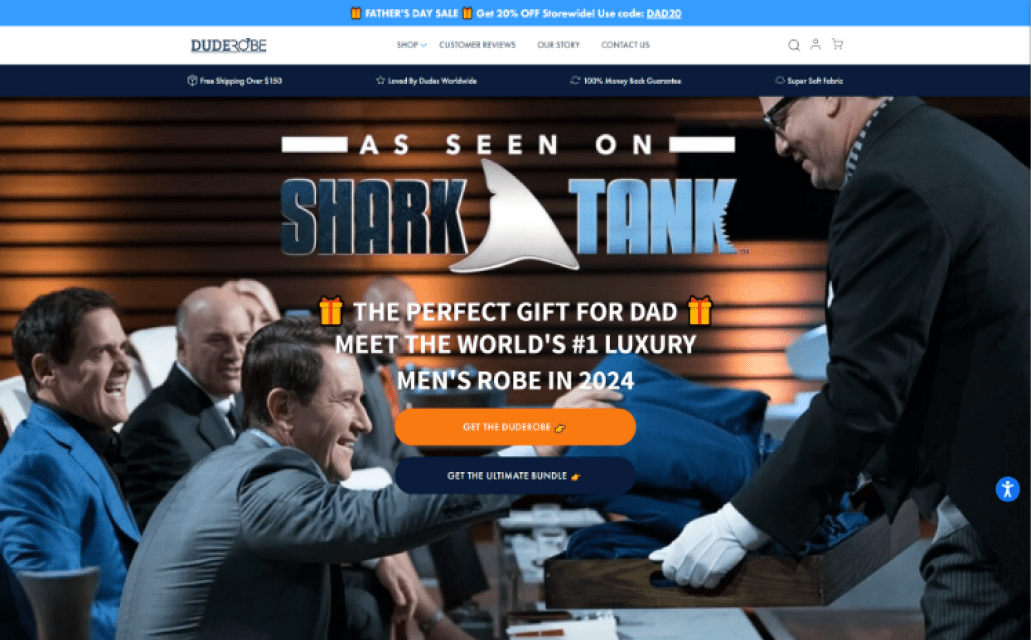 🎁 FATHER'S DAY SALE 🎁 Get 20% OFF Storewide! Use code: DAD20
DUDEROBE
SHOP CUSTOMER REVIEWS OUR STORY CONTACT US
Free Shipping Over $150 Loved By Dudes Worldwide 100% Money Back Guarantee Super Soft Fabric
AS SEEN ON
SHARK TANK™
🎁 THE PERFECT GIFT FOR DAD 🎁
MEET THE WORLD'S #1 LUXURY
MEN'S ROBE IN 2024
GET THE DUDEROBE 👉
GET THE ULTIMATE BUNDLE 👉